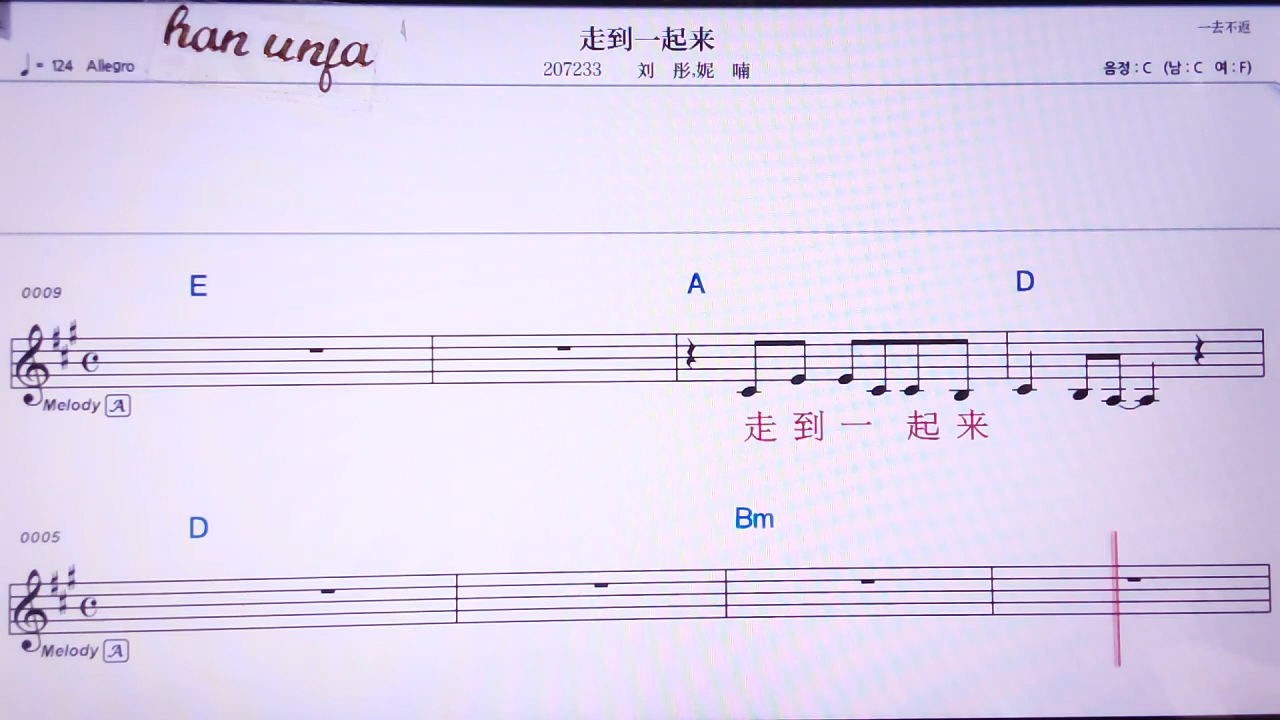 han unfa
走到一起来
一去不返
♩= 124 Allegro
207233 刘 彤,妮 喃
음정 : C (남 : C 여 : F)
E A D
0009
Melody A
走 到 一 起 来
D Bm
0005
Melody A